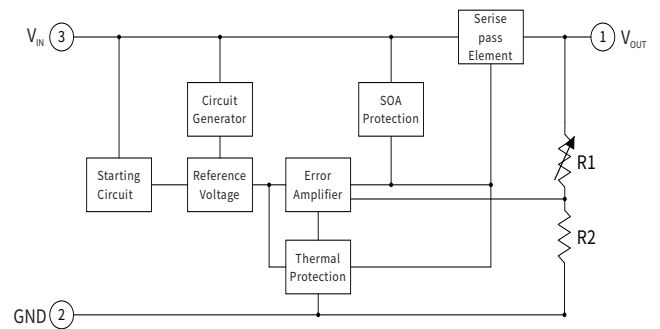 VIN 3
Serise
pass
Element
1 VOUT
Circuit
Generator
SOA
Protection
Starting
Circuit
Reference
Voltage
Error
Amplifier
R1
R2
Thermal
Protection
GND 2